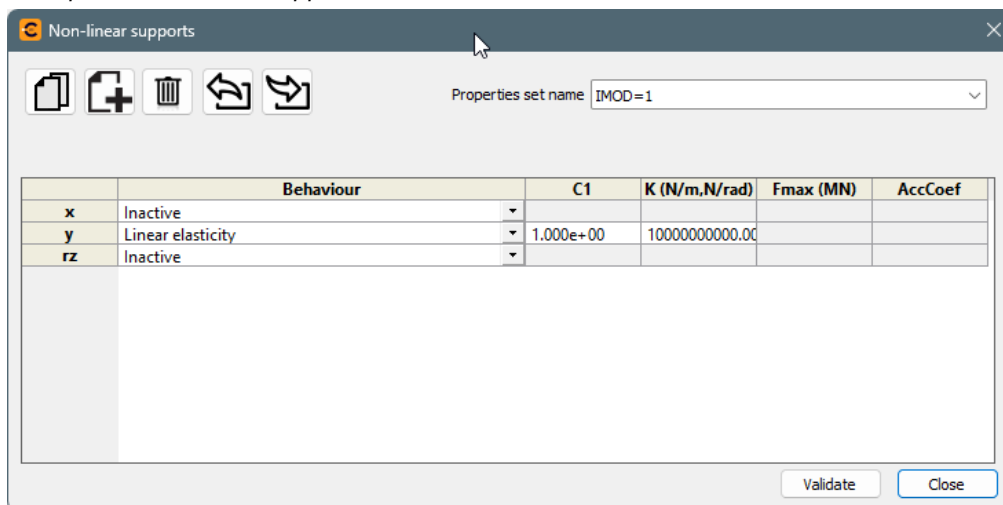 Non-linear supports
Properties set name IMOD=1
Behaviour C1 K (N/m,N/rad) Fmax (MN) AccCoef
x Inactive
y Linear elasticity 1.000e+00 10000000000.00
rz Inactive
Validate Close